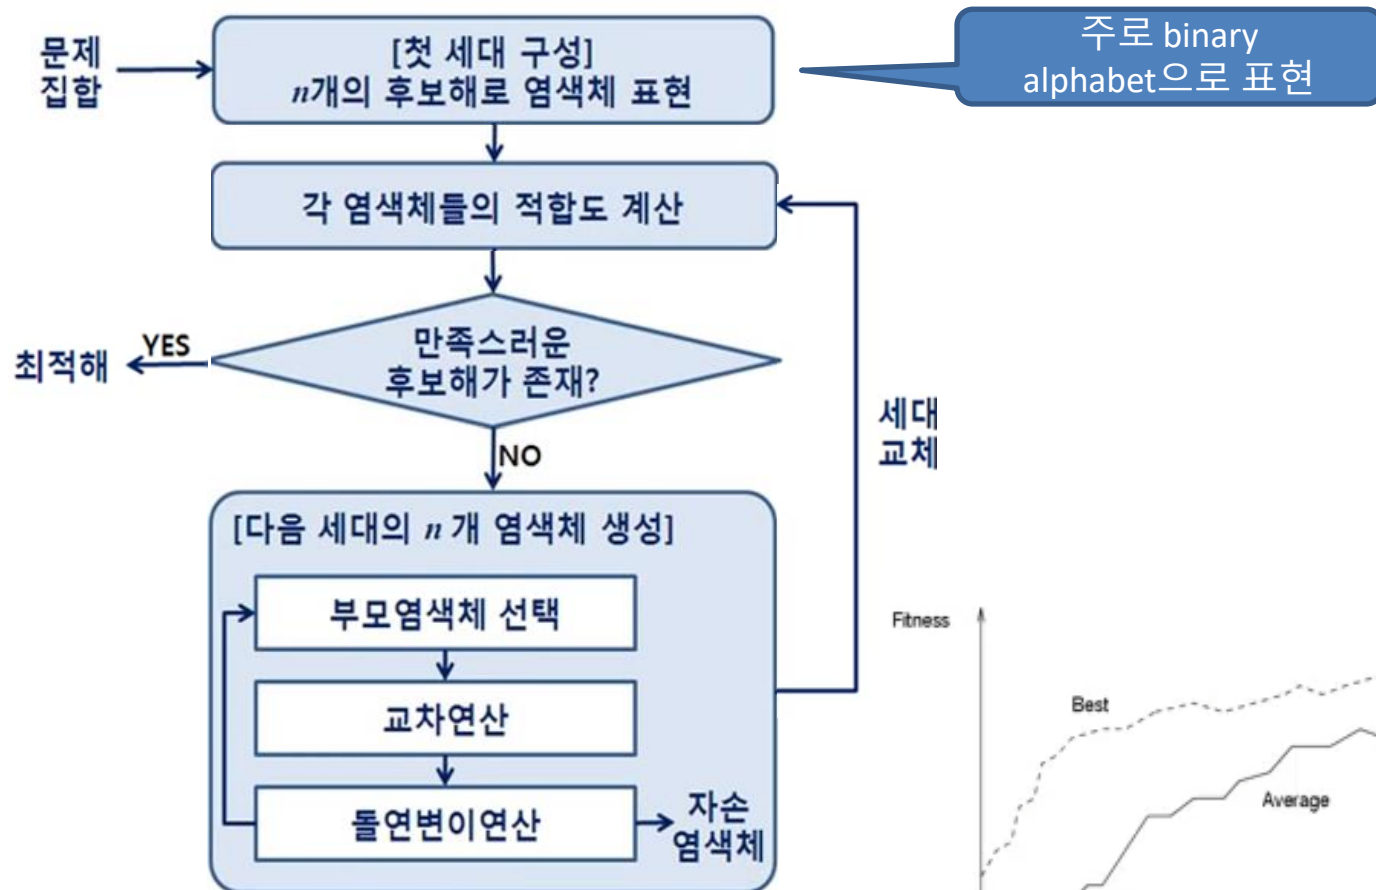 문제
집합
[첫 세대 구성]
n개의 후보해로 염색체 표현
주로 binary
alphabet으로 표현
각 염색체들의 적합도 계산
만족스러운
후보해가 존재?
YES
최적해
NO
세대
교체
[다음 세대의 n 개 염색체 생성]
부모염색체 선택
교차연산
돌연변이연산
자손
염색체
Fitness
Best
Average